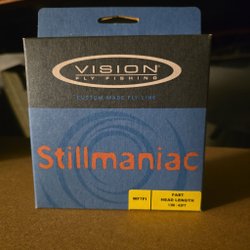 VISION
FLY FISHING
CUSTOM MADE FLY LINE
Stillmaniac
FAST
HEAD LENGTH